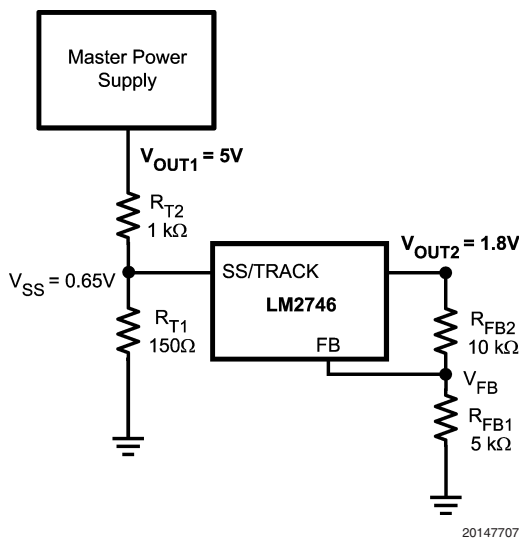 Master Power
Supply
VOUT1 = 5V
RT2
1 kΩ
VOUT2 = 1.8V
SS/TRACK
VSS = 0.65V
LM2746
RT1
150Ω
RFB2
10 kΩ
FB
VFB
RFB1
5 kΩ
20147707